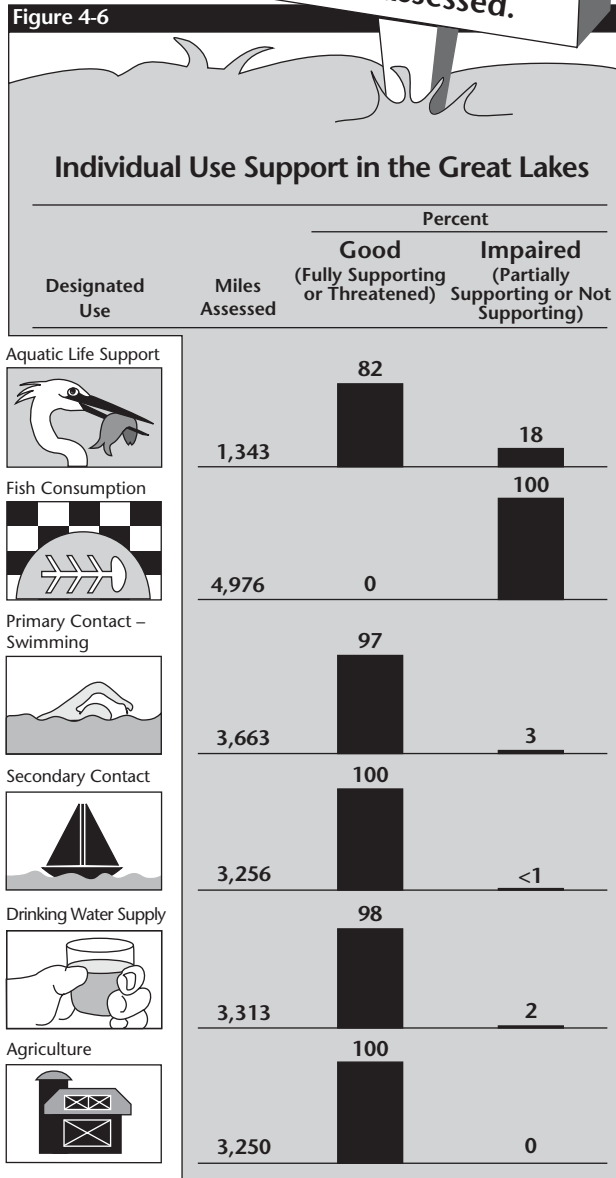 assessed.
Figure 4-6
Individual Use Support in the Great Lakes
Percent
Good
(Fully Supporting
or Threatened)
Impaired
(Partially
Supporting or Not
Supporting)
Designated
Use
Miles
Assessed
Aquatic Life Support
1,343
82
18
Fish Consumption
4,976
0
100
Primary Contact –
Swimming
3,663
97
3
Secondary Contact
3,256
100
<1
Drinking Water Supply
3,313
98
2
Agriculture
3,250
100
0